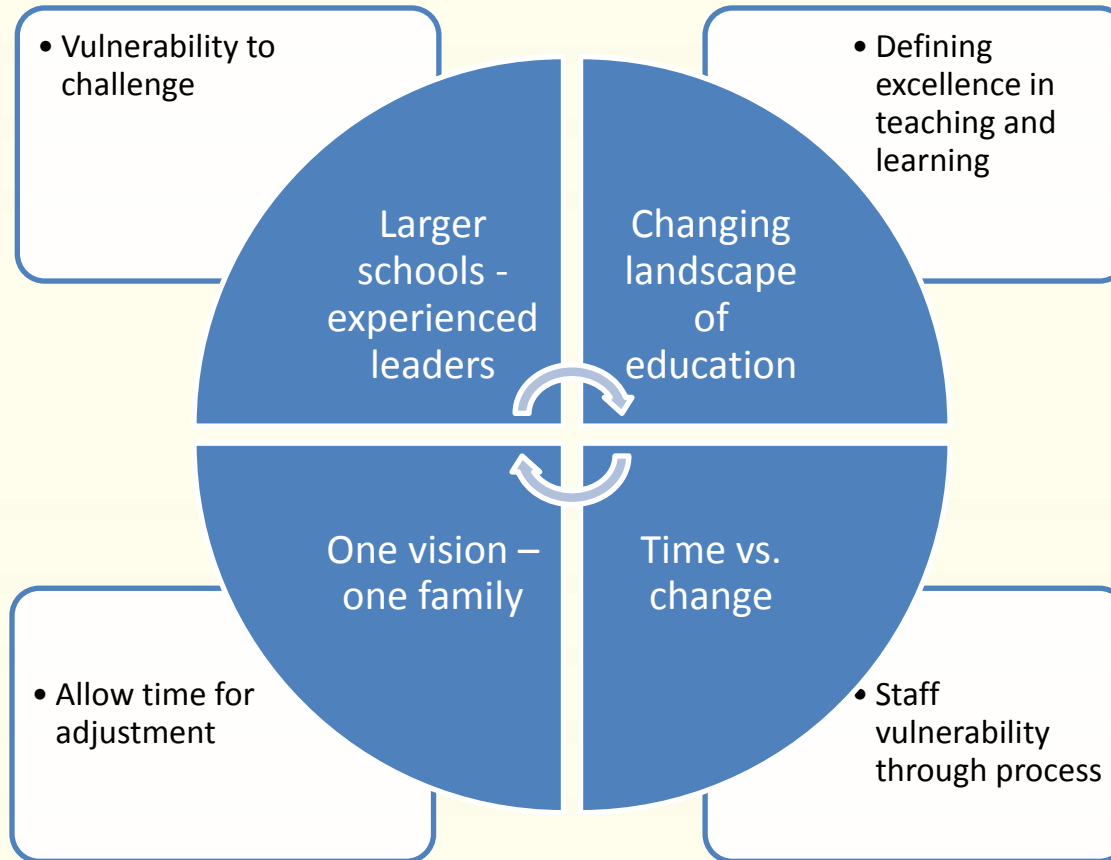 • Vulnerability to
challenge
• Defining
excellence in
teaching and
learning
Larger
schools -
experienced
leaders
Changing
landscape
of
education
One vision –
one family
Time vs.
change
• Allow time for
adjustment
• Staff
vulnerability
through process